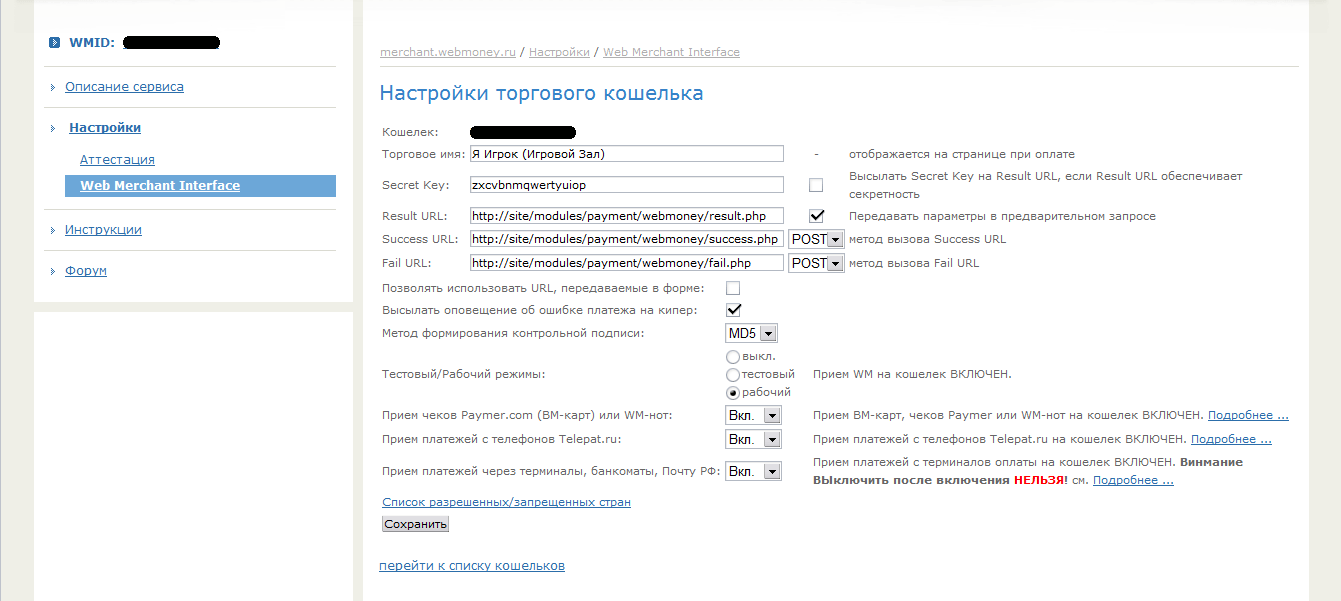 WMID:
Описание сервиса
Настройки
Аттестация
Web Merchant Interface
Инструкции
Форум
merchant.webmoney.ru / Настройки / Web Merchant Interface
Настройки торгового кошелька
Кошелек:
Торговое имя: Я Игрок (Игровой Зал) - отображается на странице при оплате
Secret Key: zxcvbnmqwertyuiop Высылать Secret Key на Result URL, если Result URL обеспечивает
секретность
Result URL: http://site/modules/payment/webmoney/result.php Передавать параметры в предварительном запросе
Success URL: http://site/modules/payment/webmoney/success.php POST метод вызова Success URL
Fail URL: http://site/modules/payment/webmoney/fail.php POST метод вызова Fail URL
Позволять использовать URL, передаваемые в форме:
Высылать оповещение об ошибке платежа на кипер:
Метод формирования контрольной подписи: MD5
выкл.
Тестовый/Рабочий режимы: тестовый Прием WM на кошелек ВКЛЮЧЕН.
рабочий
Прием чеков Paymer.com (ВМ-карт) или WM-нот: Вкл. Прием ВМ-карт, чеков Paymer или WM-нот на кошелек ВКЛЮЧЕН. Подробнее ...
Прием платежей с телефонов Telepat.ru: Вкл. Прием платежей с телефонов Telepat.ru на кошелек ВКЛЮЧЕН. Подробнее ...
Прием платежей через терминалы, банкоматы, Почту РФ: Вкл. Прием платежей с терминалов оплаты на кошелек ВКЛЮЧЕН. Винмание
ВЫключить после включения НЕЛЬЗЯ! см. Подробнее ...
Список разрешенных/запрещенных стран
Сохранить
перейти к списку кошельков